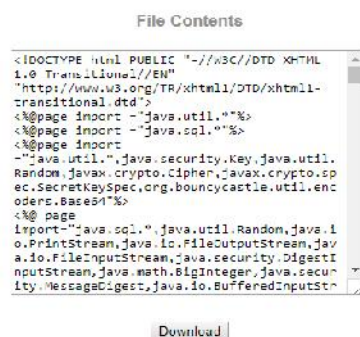 File Contents
<!DOCTYPE html PUBLIC "-//W3C//DTD XHTML
1.0 Transitional//EN"
"http://www.w3.org/TR/xhtml1/DTD/xhtml1-
transitional.dtd">
<%@page import ="java.util.*"%>
<%@page import ="java.sql.*"%>
<%@page import
="java.util.*,java.security.Key,java.util.
Random,javax.crypto.Cipher,javax.crypto.sp
ec.SecretKeySpec,org.bouncycastle.util.enc
oders.Base64"%>
<%@ page
import="java.sql.*,java.util.Random,java.i
o.PrintStream,java.io.FileOutputStream,jav
a.io.FileInputStream,java.security.DigestI
nputStream,java.math.BigInteger,java.secur
ity.MessageDigest,java.io.BufferedInputStr
Download